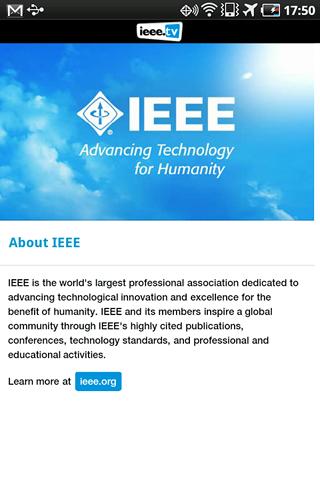 17:50
ieee.tv
IEEE
Advancing Technology
for Humanity
About IEEE
IEEE is the world's largest professional association dedicated to
advancing technological innovation and excellence for the
benefit of humanity. IEEE and its members inspire a global
community through IEEE's highly cited publications,
conferences, technology standards, and professional and
educational activities.
Learn more at ieee.org